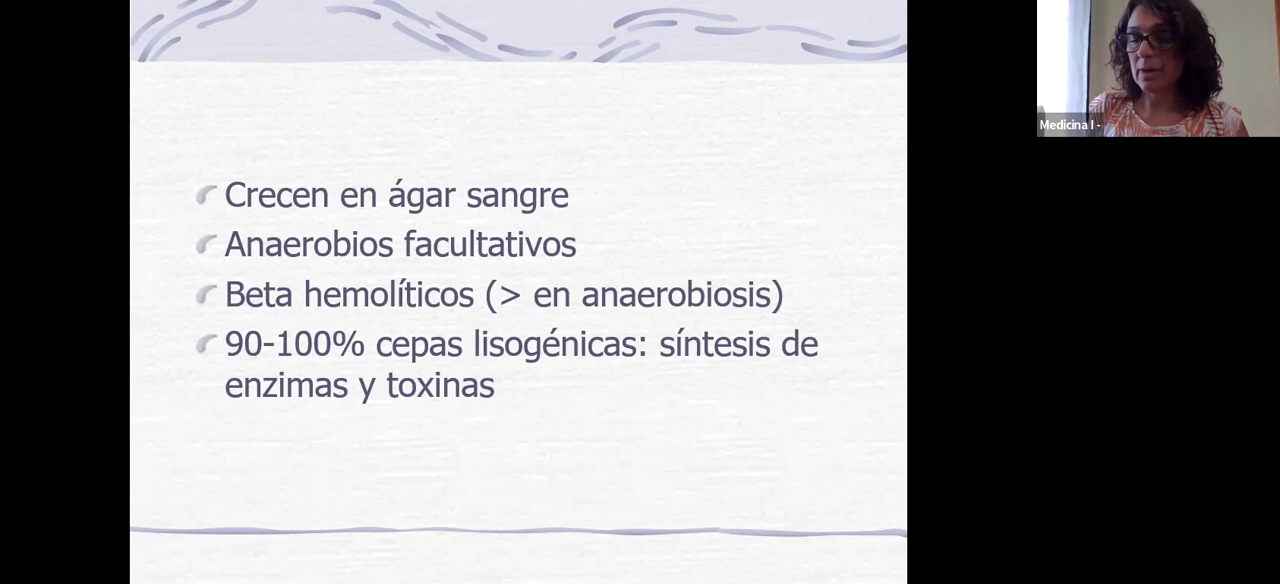 Crecen en ágar sangre
Anaerobios facultativos
Beta hemolíticos (> en anaerobiosis)
90-100% cepas lisogénicas: síntesis de
enzimas y toxinas
Medicina I -